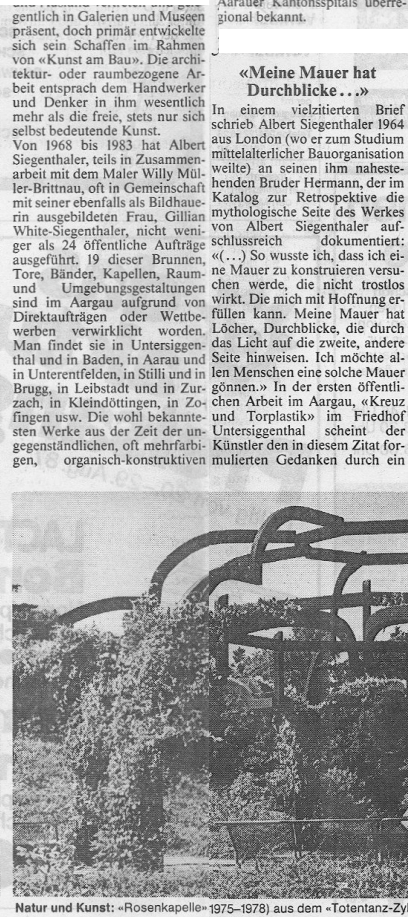 gentlich in Galerien und Museen
präsent, doch primär entwickelte
sich sein Schaffen im Rahmen
von «Kunst am Bau». Die archi-
tektur- oder raumbezogene Ar-
beit entsprach dem Handwerker
und Denker in ihm wesentlich
mehr als die freie, stets nur sich
selbst bedeutende Kunst.
Von 1968 bis 1983 hat Albert
Siegenthaler, teils in Zusammen-
arbeit mit dem Maler Willy Mül-
ler-Brittnau, oft in Gemeinschaft
mit seiner ebenfalls als Bildhaue-
rin ausgebildeten Frau, Gillian
White-Siegenthaler, nicht weni-
ger als 24 öffentliche Aufträge
ausgeführt. 19 dieser Brunnen,
Tore, Bänder, Kapellen, Raum-
und Umgebungsgestaltungen
sind im Aargau aufgrund von
Direktaufträgen oder Wettbe-
werben verwirklicht worden.
Man findet sie in Untersiggen-
thal und in Baden, in Aarau und
in Unterentfelden, in Stilli und in
Brugg, in Leibstadt und in Zur-
zach, in Kleindöttingen, in Zo-
fingen usw. Die wohl bekannte-
sten Werke aus der Zeit der un-
gegenständlichen, oft mehrfarbi-
gen, organisch-konstruktiven
Aarauer Kantonsspitals überre-
gional bekannt.
«Meine Mauer hat
Durchblicke...»
In einem vielzitierten Brief
schrieb Albert Siegenthaler 1964
aus London (wo er zum Studium
mittelalterlicher Bauorganisation
weilte) an seinen ihm naheste-
henden Bruder Hermann, der im
Katalog zur Retrospektive die
mythologische Seite des Werkes
von Albert Siegenthaler auf-
schlussreich dokumentiert:
«(...) So wusste ich, dass ich ei-
ne Mauer zu konstruieren versu-
chen werde, die nicht trostlos
wirkt. Die mich mit Hoffnung er-
füllen kann. Meine Mauer hat
Löcher, Durchblicke, die durch
das Licht auf die zweite, andere
Seite hinweisen. Ich möchte al-
len Menschen eine solche Mauer
gönnen.» In der ersten öffentli-
chen Arbeit im Aargau, «Kreuz
und Torplastik» im Friedhof
Untersiggenthal scheint der
Künstler den in diesem Zitat for-
mulierten Gedanken durch ein
Natur und Kunst: «Rosenkapelle» 1975–1978) aus dem «Totentanz-Zyl